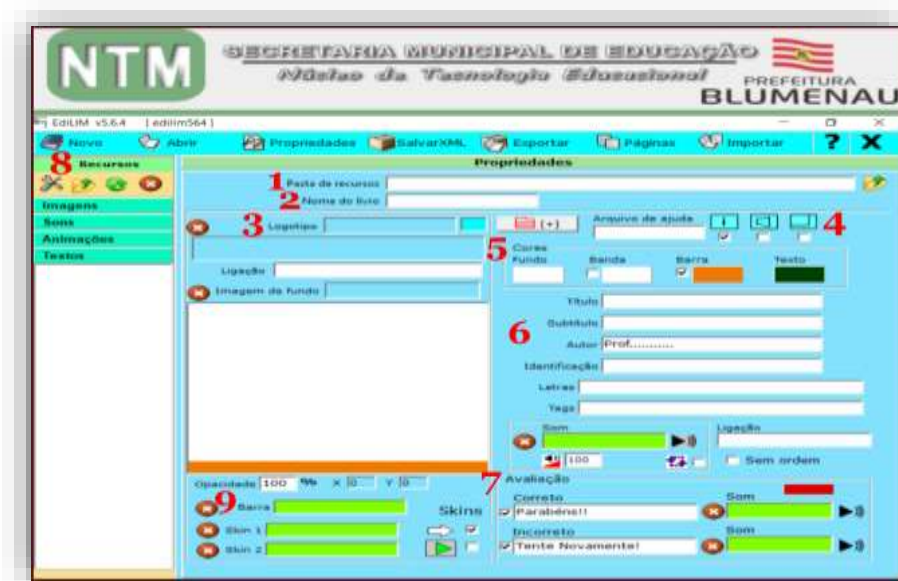 NTM
SECRETARIA MUNICIPAL DE EDUCAÇÃO
Núcleo da Tecnologia Educacional
PREFEITURA
BLUMENAU
EdiLIM v5.6.4 [edilim564]
Novo Abrir Propriedades SalvarXML Exportar Páginas Importar ? X
8 Recursos
Propriedades
1 Pasta de recursos
2 Nome do livro
Imagens
Sons
Animações
Textos
3 Logotipo
(+)
Arquivo de ajuda
4
5 Cores
Fundo Banda Barra Texto
Ligação
Imagem de fundo
Título
Subtítulo
6
Autor Prof..........
Identificação
Letras
Tags
Som
Ligação
100
Sem ordem
Opacidade 100 % X 0 Y 0
7 Avaliação
9 Barra
Skins
Skin 1
Skin 2
Correto
Som
Parabéns!!
Incorreto
Som
Tente Novamente!